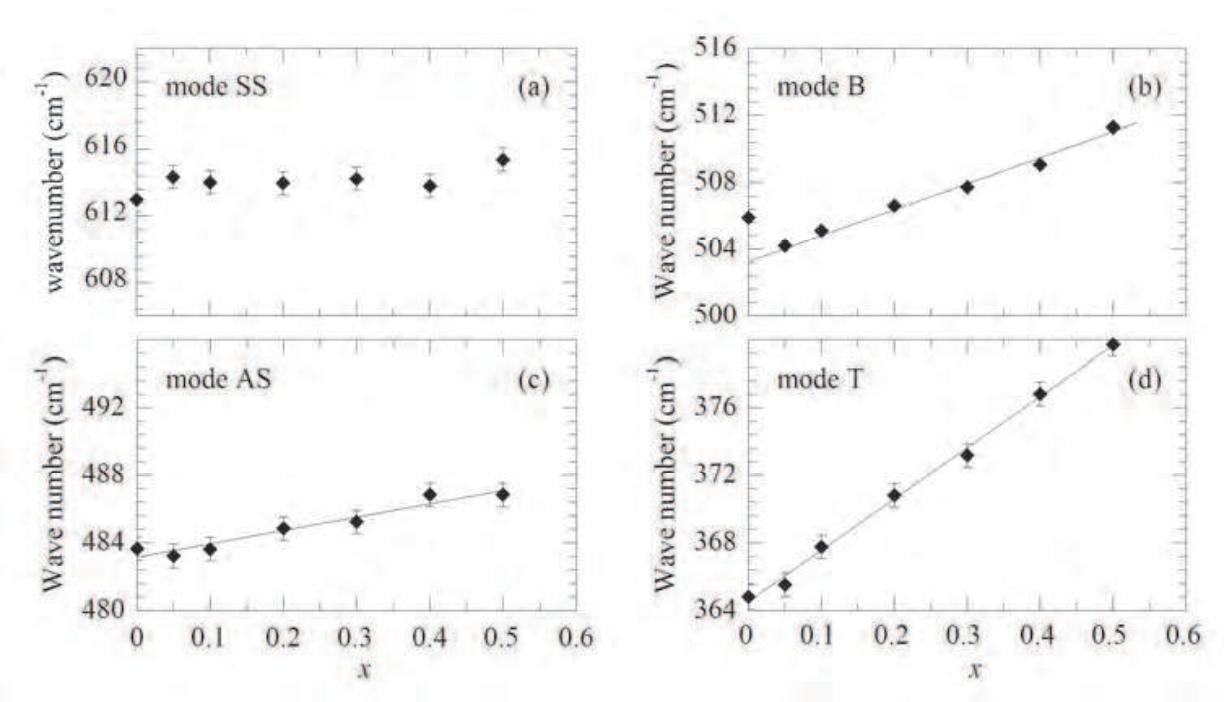 mode SS (a)
620
616
612
608
wavenumber (cm-1)
mode B (b)
516
512
508
504
500
Wave number (cm-1)
mode AS (c)
492
488
484
480
Wave number (cm-1)
0 0.1 0.2 0.3 0.4 0.5 0.6
x
mode T (d)
376
372
368
364
Wave number (cm-1)
0 0.1 0.2 0.3 0.4 0.5 0.6
x